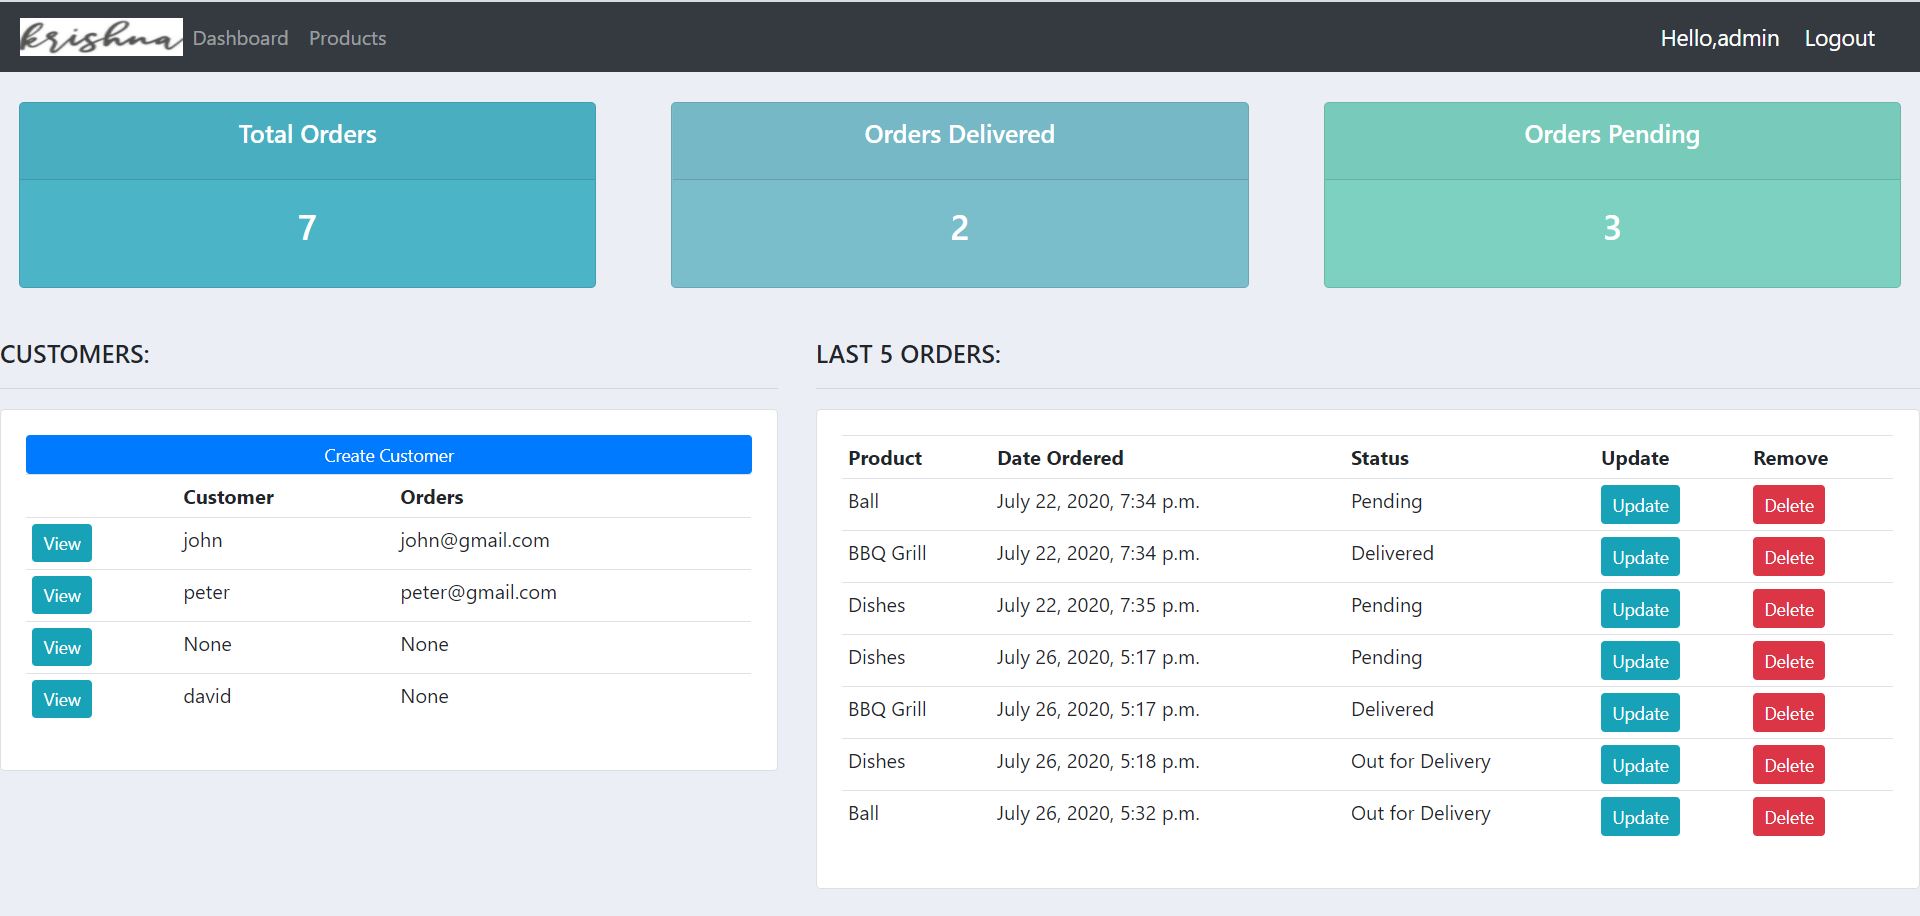 krishna Dashboard Products Hello,admin Logout
Total Orders
7
Orders Delivered
2
Orders Pending
3
CUSTOMERS:
Create Customer
Customer Orders
View john john@gmail.com
View peter peter@gmail.com
View None None
View david None
LAST 5 ORDERS:
Product Date Ordered Status Update Remove
Ball July 22, 2020, 7:34 p.m. Pending Update Delete
BBQ Grill July 22, 2020, 7:34 p.m. Delivered Update Delete
Dishes July 22, 2020, 7:35 p.m. Pending Update Delete
Dishes July 26, 2020, 5:17 p.m. Pending Update Delete
BBQ Grill July 26, 2020, 5:17 p.m. Delivered Update Delete
Dishes July 26, 2020, 5:18 p.m. Out for Delivery Update Delete
Ball July 26, 2020, 5:32 p.m. Out for Delivery Update Delete